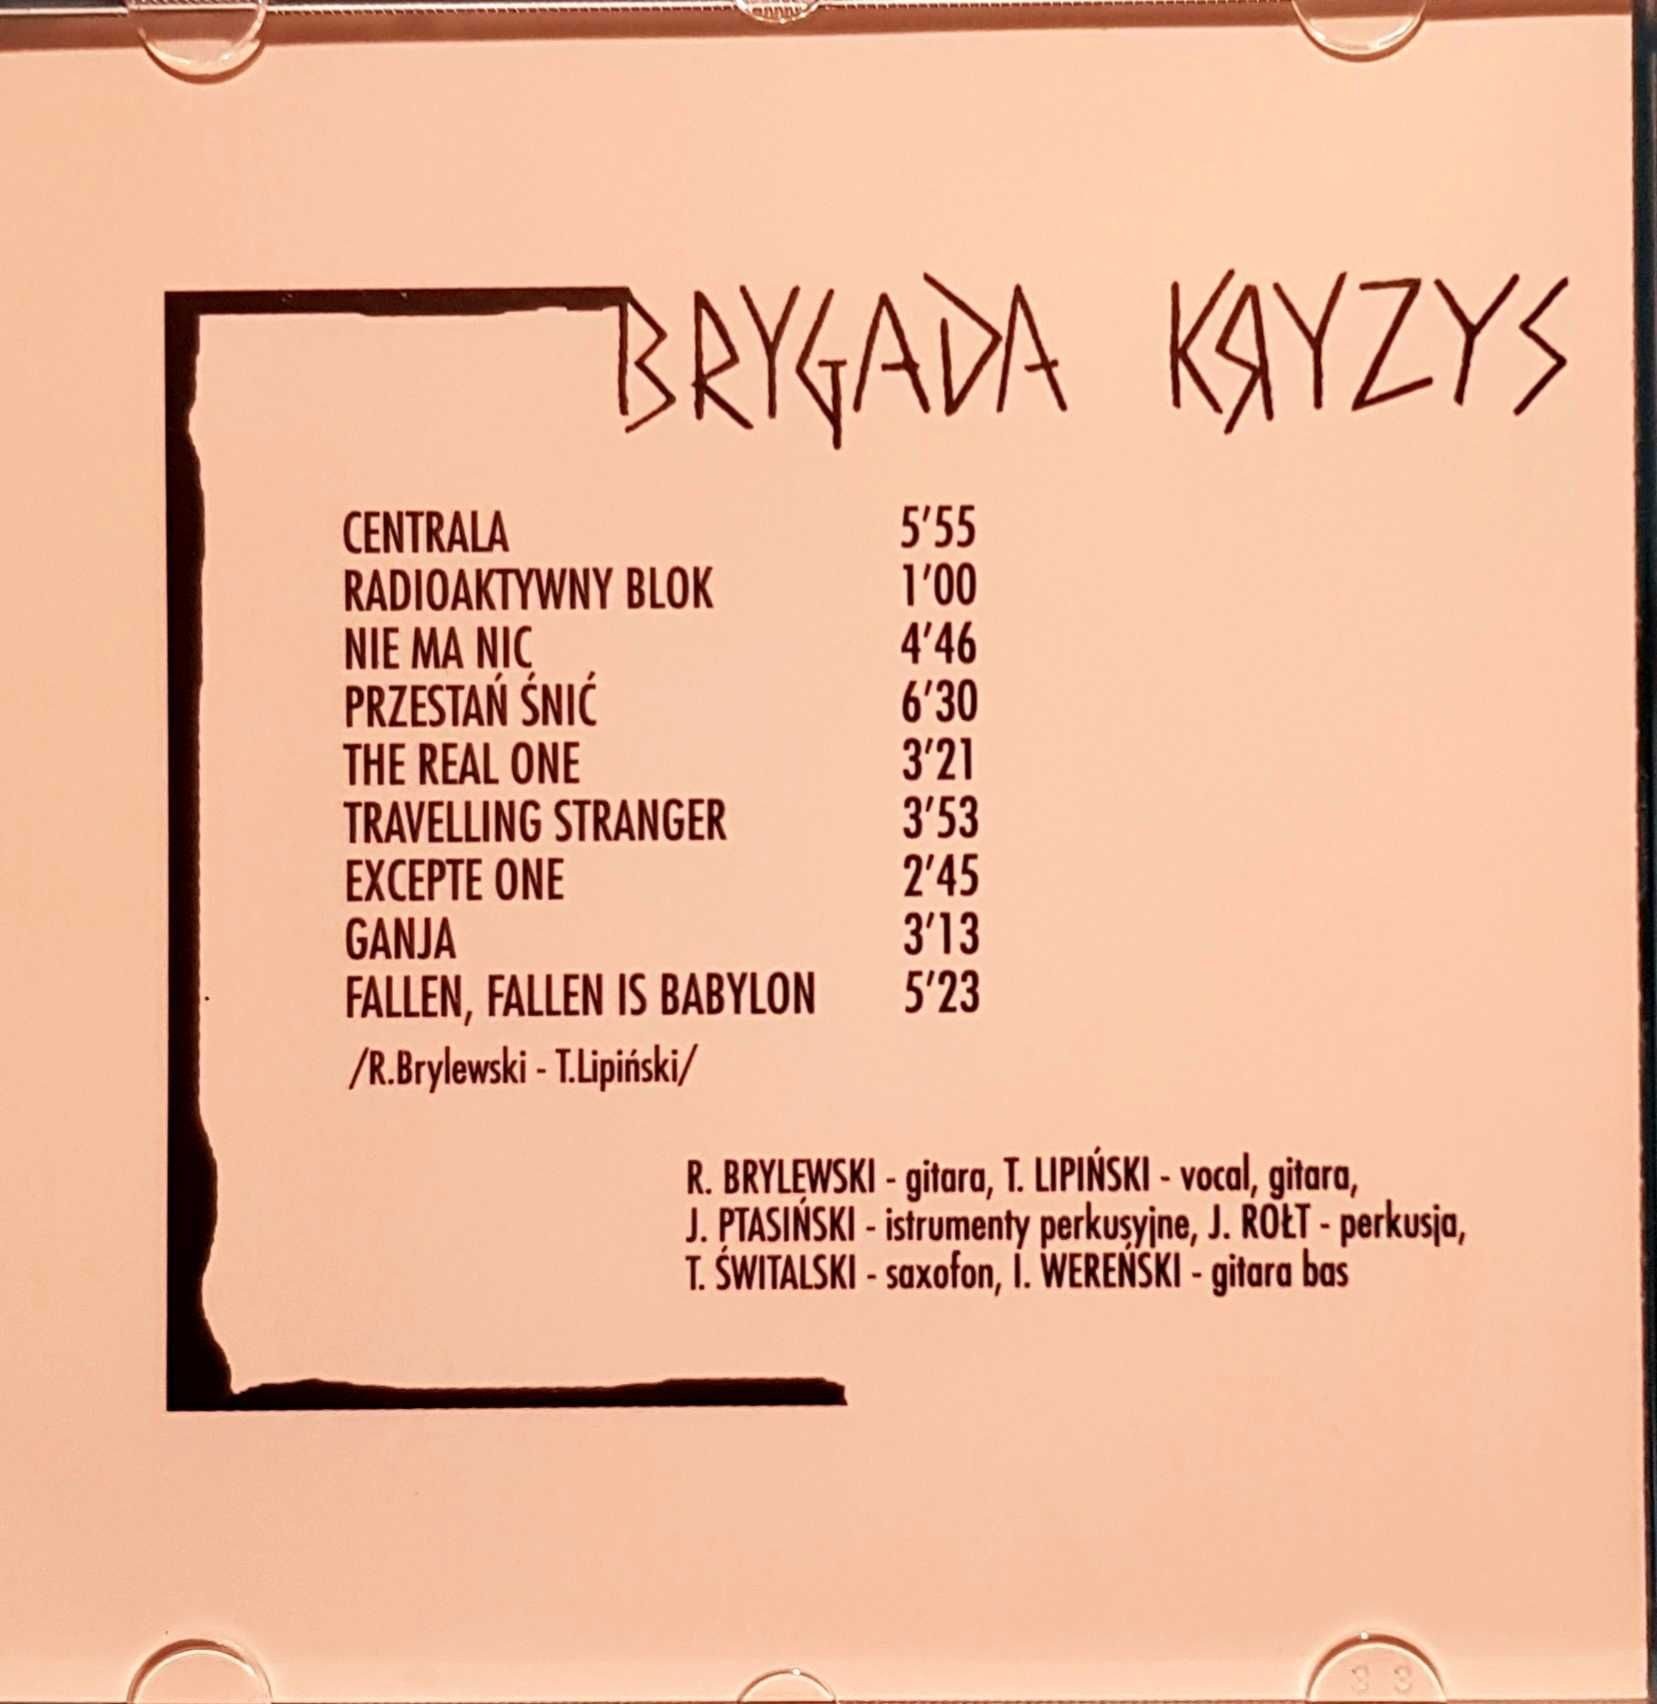 BRYGADA KRYZYS
CENTRALA 5'55
RADIOAKTYWNY BLOK 1'00
NIE MA NIC 4'46
PRZESTAŃ ŚNIĆ 6'30
THE REAL ONE 3'21
TRAVELLING STRANGER 3'53
EXCEPTE ONE 2'45
GANJA 3'13
FALLEN, FALLEN IS BABYLON 5'23
/R.Brylewski - T.Lipiński/
R. BRYLEWSKI - gitara, T. LIPIŃSKI - vocal, gitara,
J. PTASIŃSKI - istrumenty perkusyjne, J. ROŁT - perkusja,
T. ŚWITALSKI - saxofon, I. WEREŃSKI - gitara bas
33